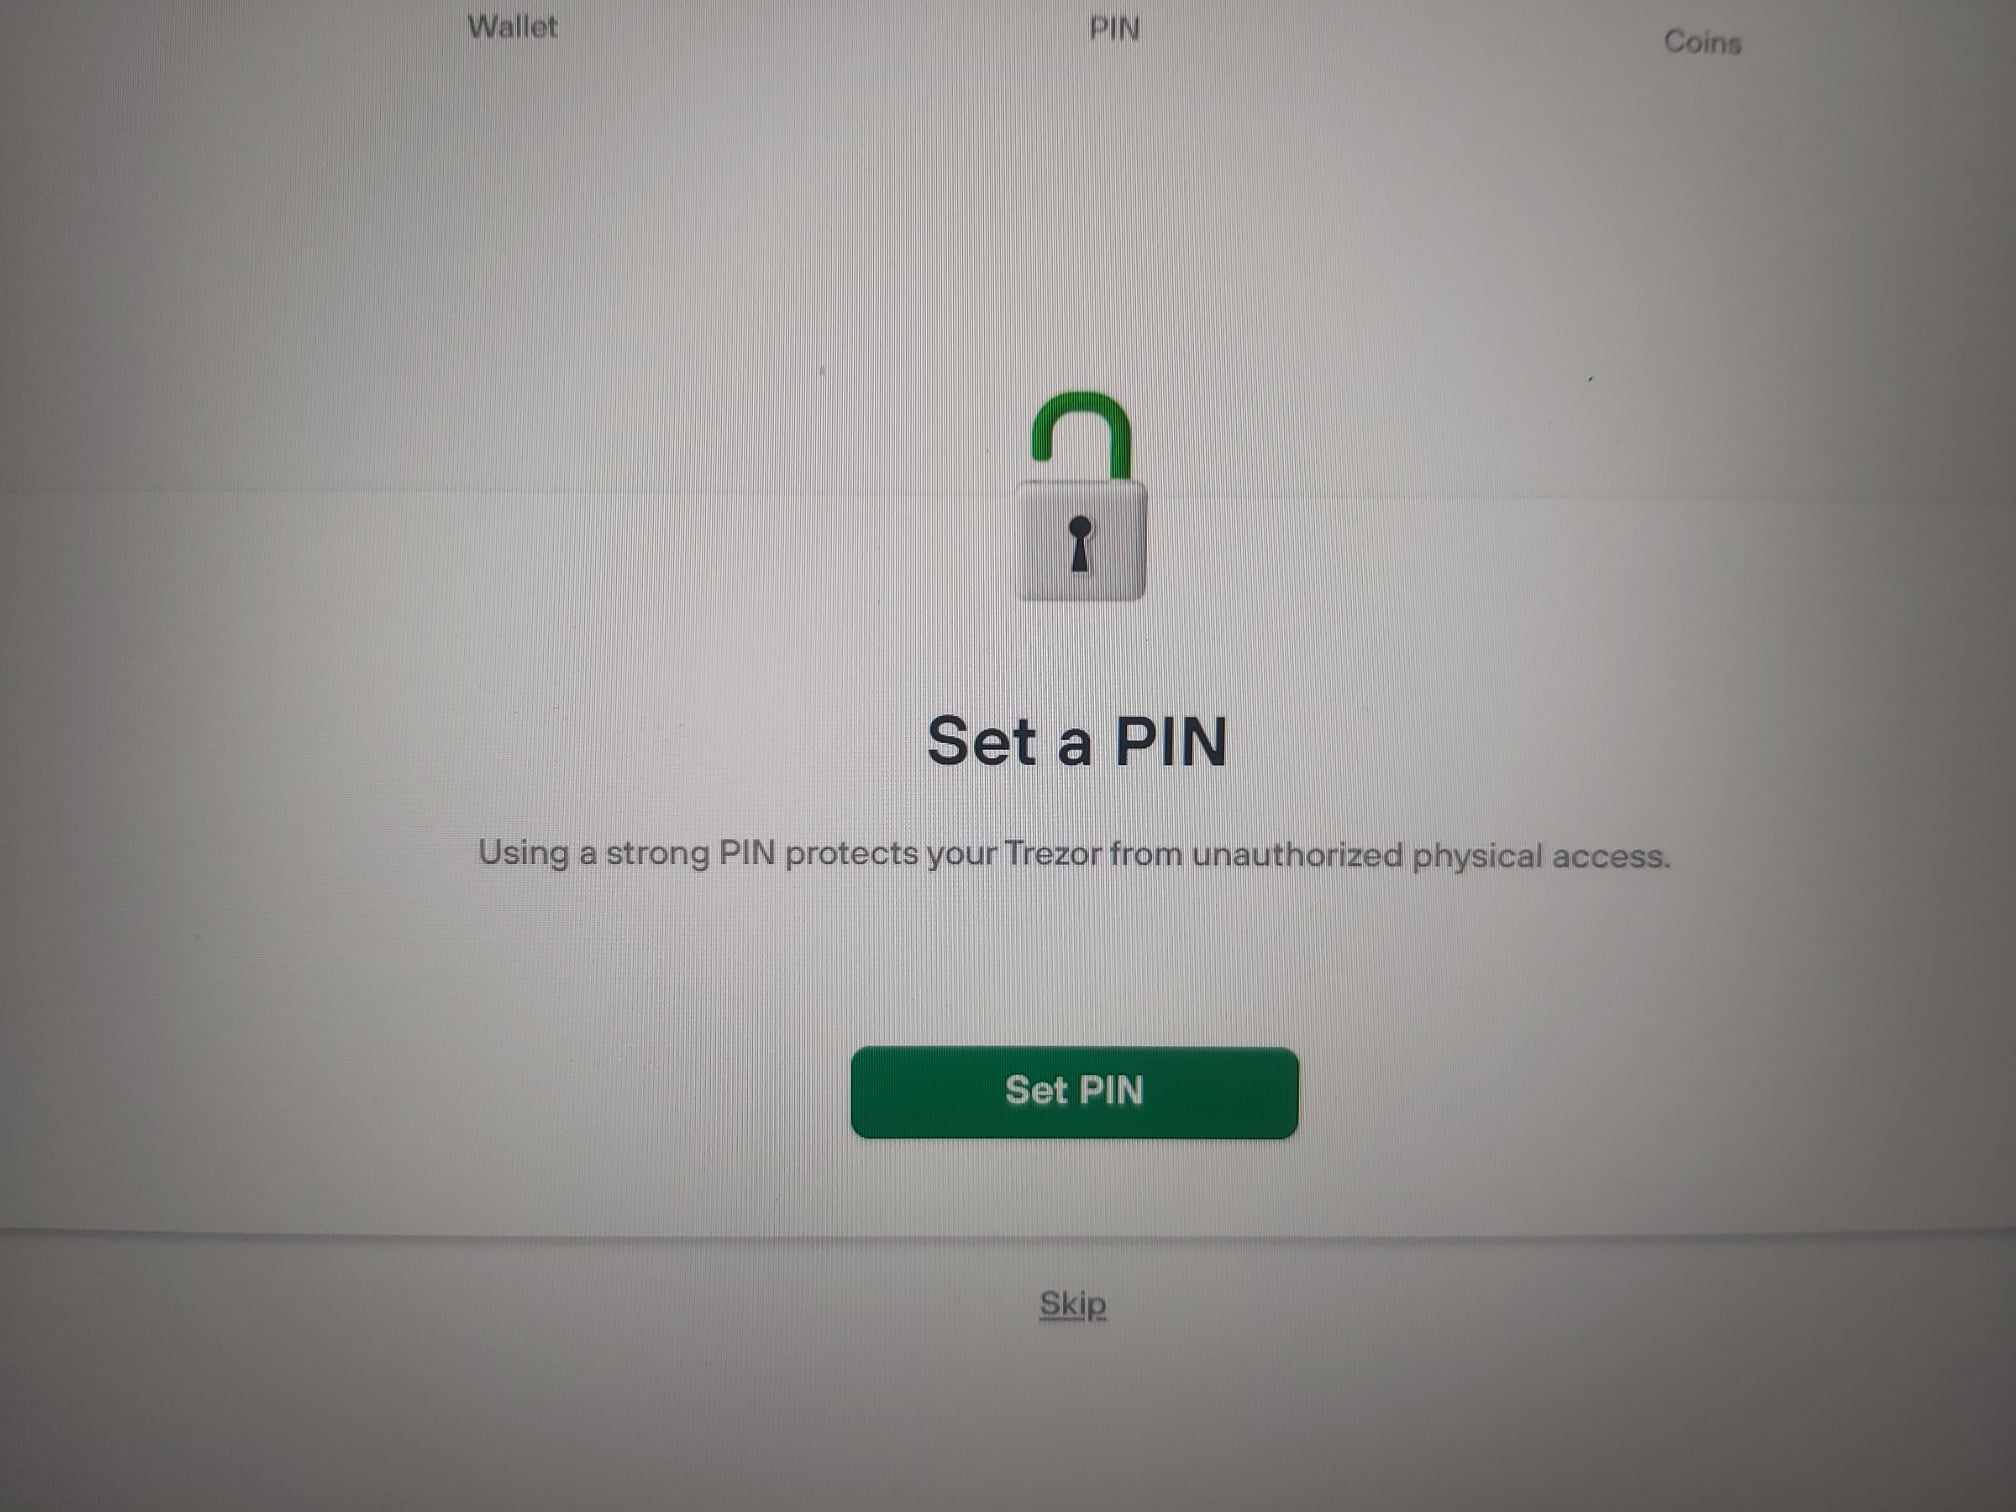 Wallet
PIN
Coins
Set a PIN
Using a strong PIN protects your Trezor from unauthorized physical access.
Set PIN
Skip